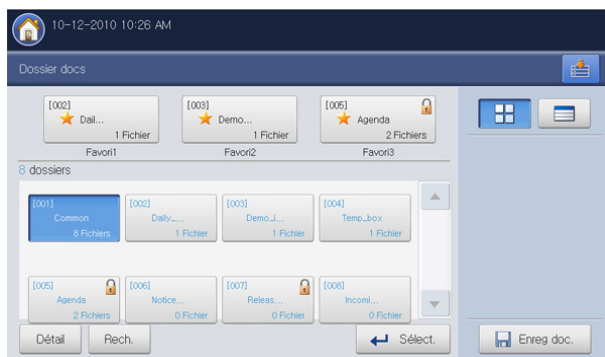 10-12-2010 10:26 AM
Dossier docs
[002] [003] [005]
Dail... Demo... Agenda
1 Fichier 1 Fichier 2 Fichiers
Favori1 Favori2 Favori3
8 dossiers
[001] [002] [003] [004]
Common Daily_... Demo_i... Temp_box
8 Fichiers 1 Fichier 1 Fichier 1 Fichier
[005] [006] [007] [008]
Agenda Notice... Releas... Incomi...
2 Fichiers 0 Fichier 0 Fichier 0 Fichier
Détail Rech. Sélect. Enreg doc.